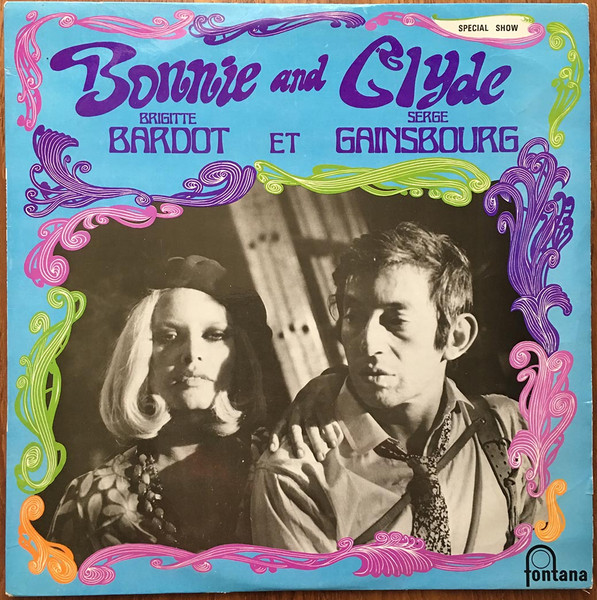 SPECIAL SHOW
Bonnie and Clyde
BRIGITTE SERGE
BARDOT ET GAINSBOURG
fontana